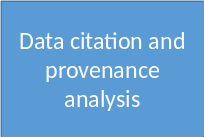 Data citation and
provenance
analysis